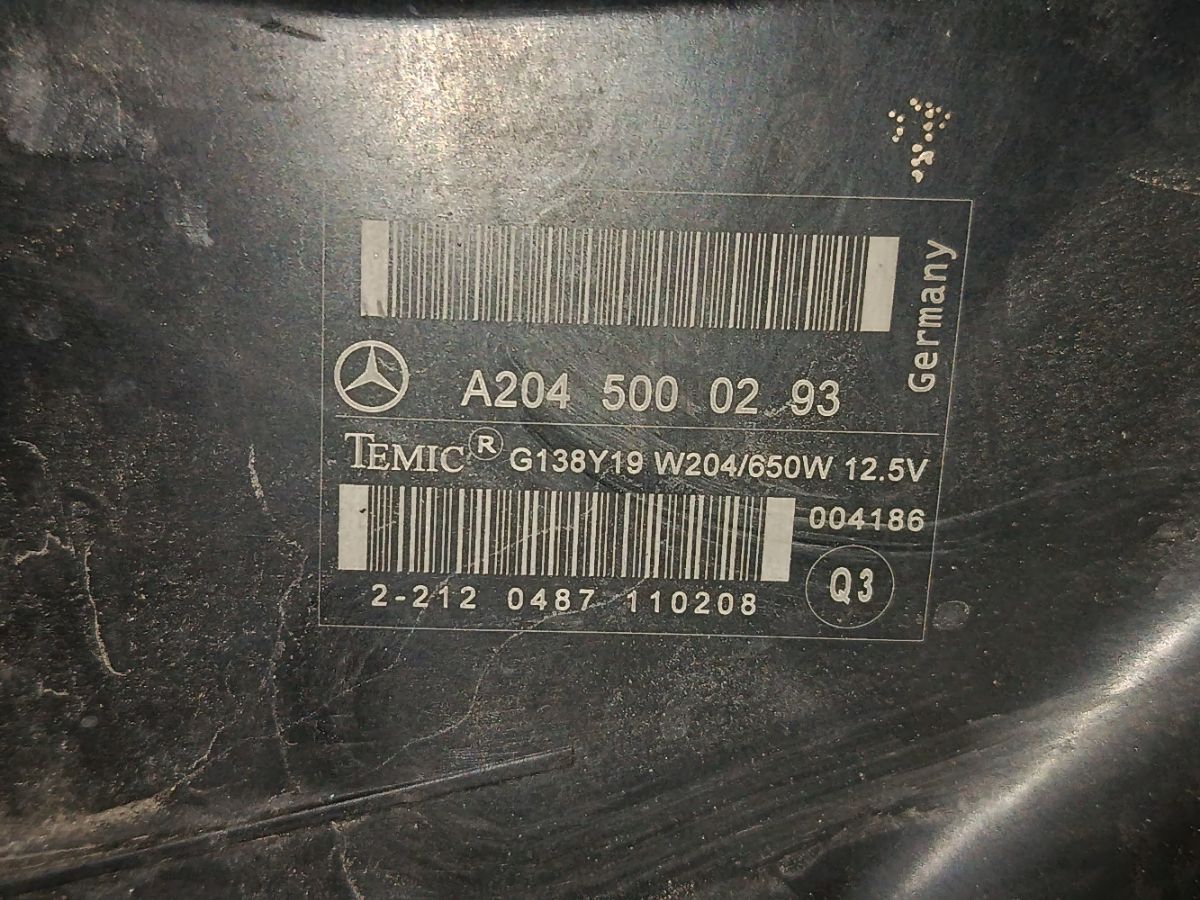 Germany
A204 500 02 93
TEMIC® G138Y19 W204/650W 12.5V
004186
2-212 0487 110208
Q3